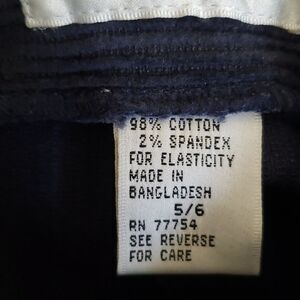 98% COTTON
2% SPANDEX
FOR ELASTICITY
MADE IN
BANGLADESH
5/6
RN 77754
SEE REVERSE
FOR CARE